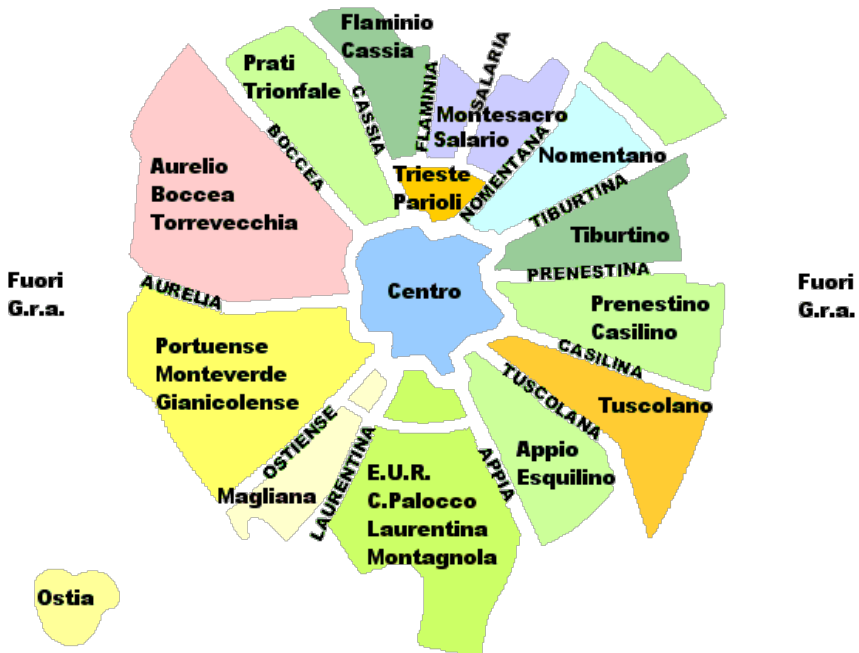 Flaminio
Cassia
Prati
Trionfale
CASSIA
FLAMINIA
SALARIA
Montesacro
Salario
BOCCEA
NOMENTANA
Nomentano
Aurelio
Boccea
Torrevecchia
Trieste
Parioli
TIBURTINA
Tiburtino
Fuori
G.r.a.
AURELIA
Centro
PRENESTINA
Prenestino
Casilino
Fuori
G.r.a.
Portuense
Monteverde
Gianicolense
CASILINA
TUSCOLANA
Tuscolano
OSTIENSE
Magliana
LAURENTINA
E.U.R.
C.Palocco
Laurentina
Montagnola
APPIA
Appio
Esquilino
Ostia